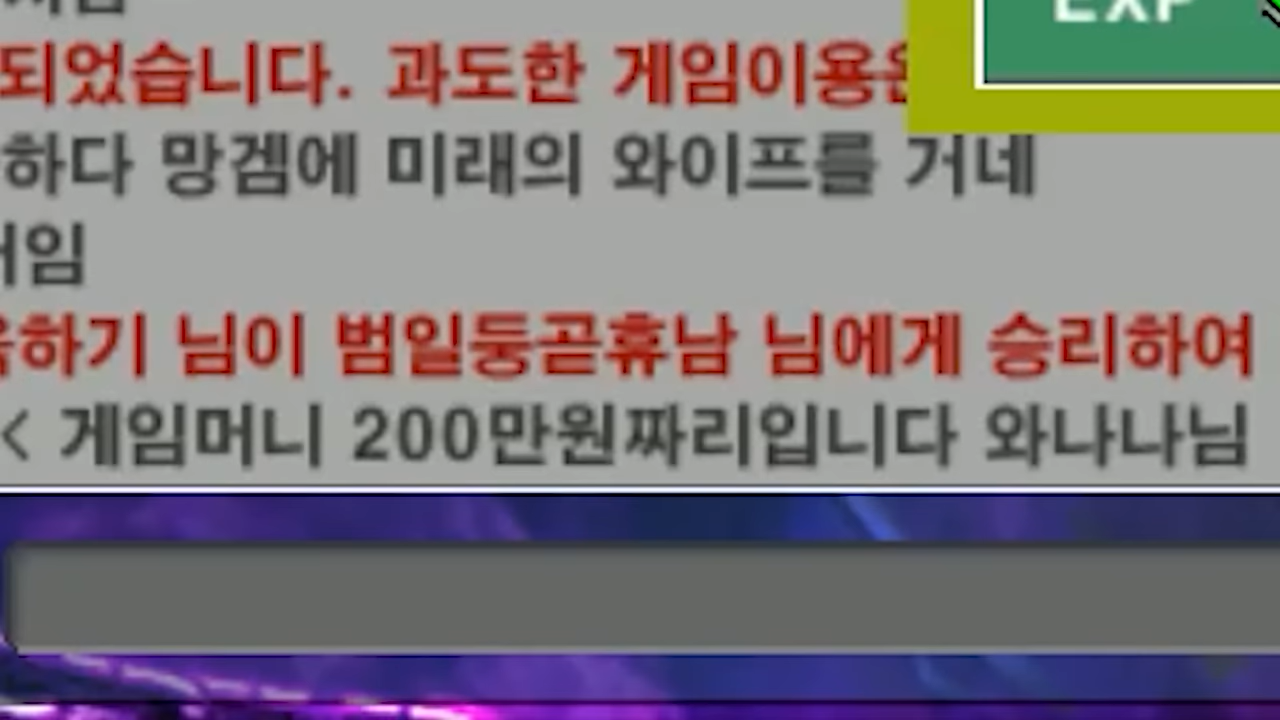 EXP
되었습니다. 과도한 게임이용은
하다 망겜에 미래의 와이프를 거네
임
하기 님이 범일둥곧휴남 님에게 승리하여
< 게임머니 200만원짜리입니다 와나나님